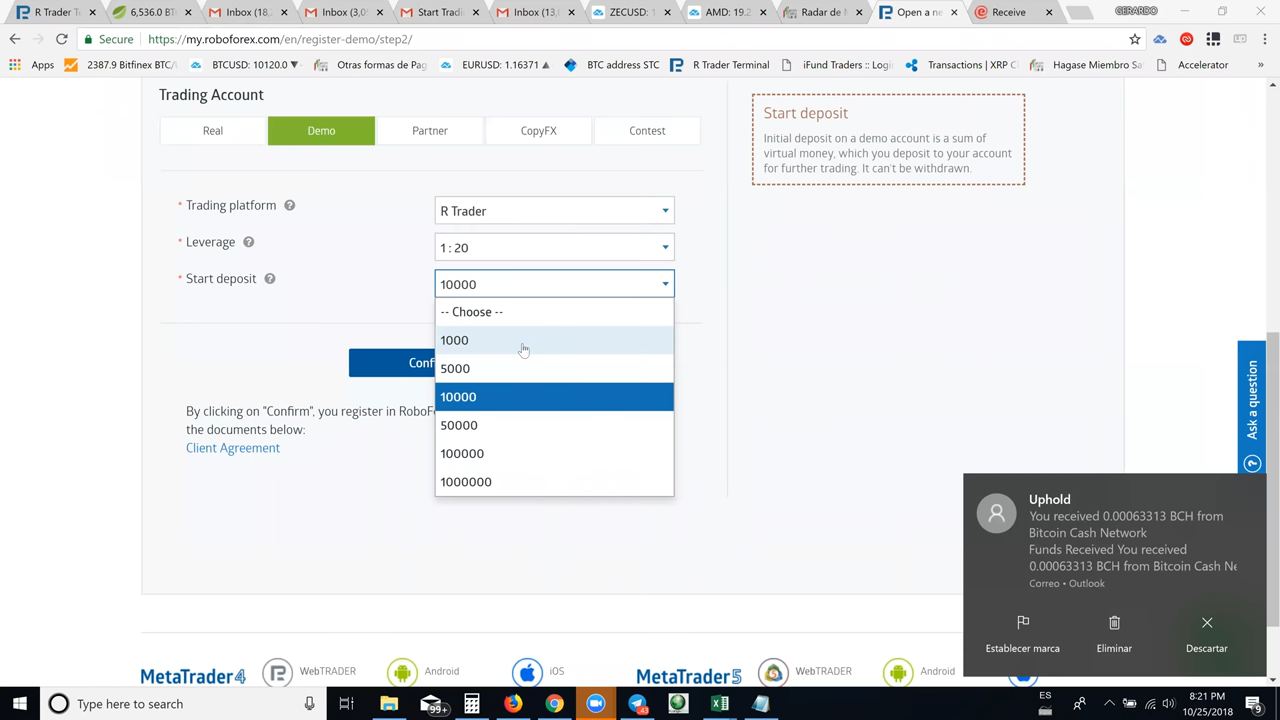 R Trader T
6,536.0 BTC/
Inbox (18,
Inbox (3,05
Start Tradi
Inbox (13,(
ZECUSD: 1
AMD: 19.2
Radar de M
Open a ne
Receive
GERARDO
Secure
https://my.roboforex.com/en/register-demo/step2/
Apps
2387.9 Bitfinex BTC/
BTCUSD: 10120.0 ▼
Otras formas de Pag
EURUSD: 1.16371 ▲
BTC address STC
R Trader Terminal
iFund Traders :: Logi
Transactions | XRP C
Hagase Miembro Sa
Accelerator
»
Trading Account
Real
Demo
Partner
CopyFX
Contest
Start deposit
Initial deposit on a demo account is a sum of
virtual money, which you deposit to your account
for further trading. It can't be withdrawn.
* Trading platform ?
R Trader
* Leverage ?
1 : 20
* Start deposit ?
10000
-- Choose --
1000
5000
10000
50000
100000
1000000
Conf
By clicking on "Confirm", you register in RoboF
the documents below:
Client Agreement
Ask a question
?
Uphold
You received 0.00063313 BCH from
Bitcoin Cash Network
Funds Received You received
0.00063313 BCH from Bitcoin Cash Ne
Correo • Outlook
Establecer marca
Eliminar
Descartar
MetaTrader4
WebTRADER
Android
iOS
MetaTrader5
WebTRADER
Android
Type here to search
99+
ES
8:21 PM
10/25/2018